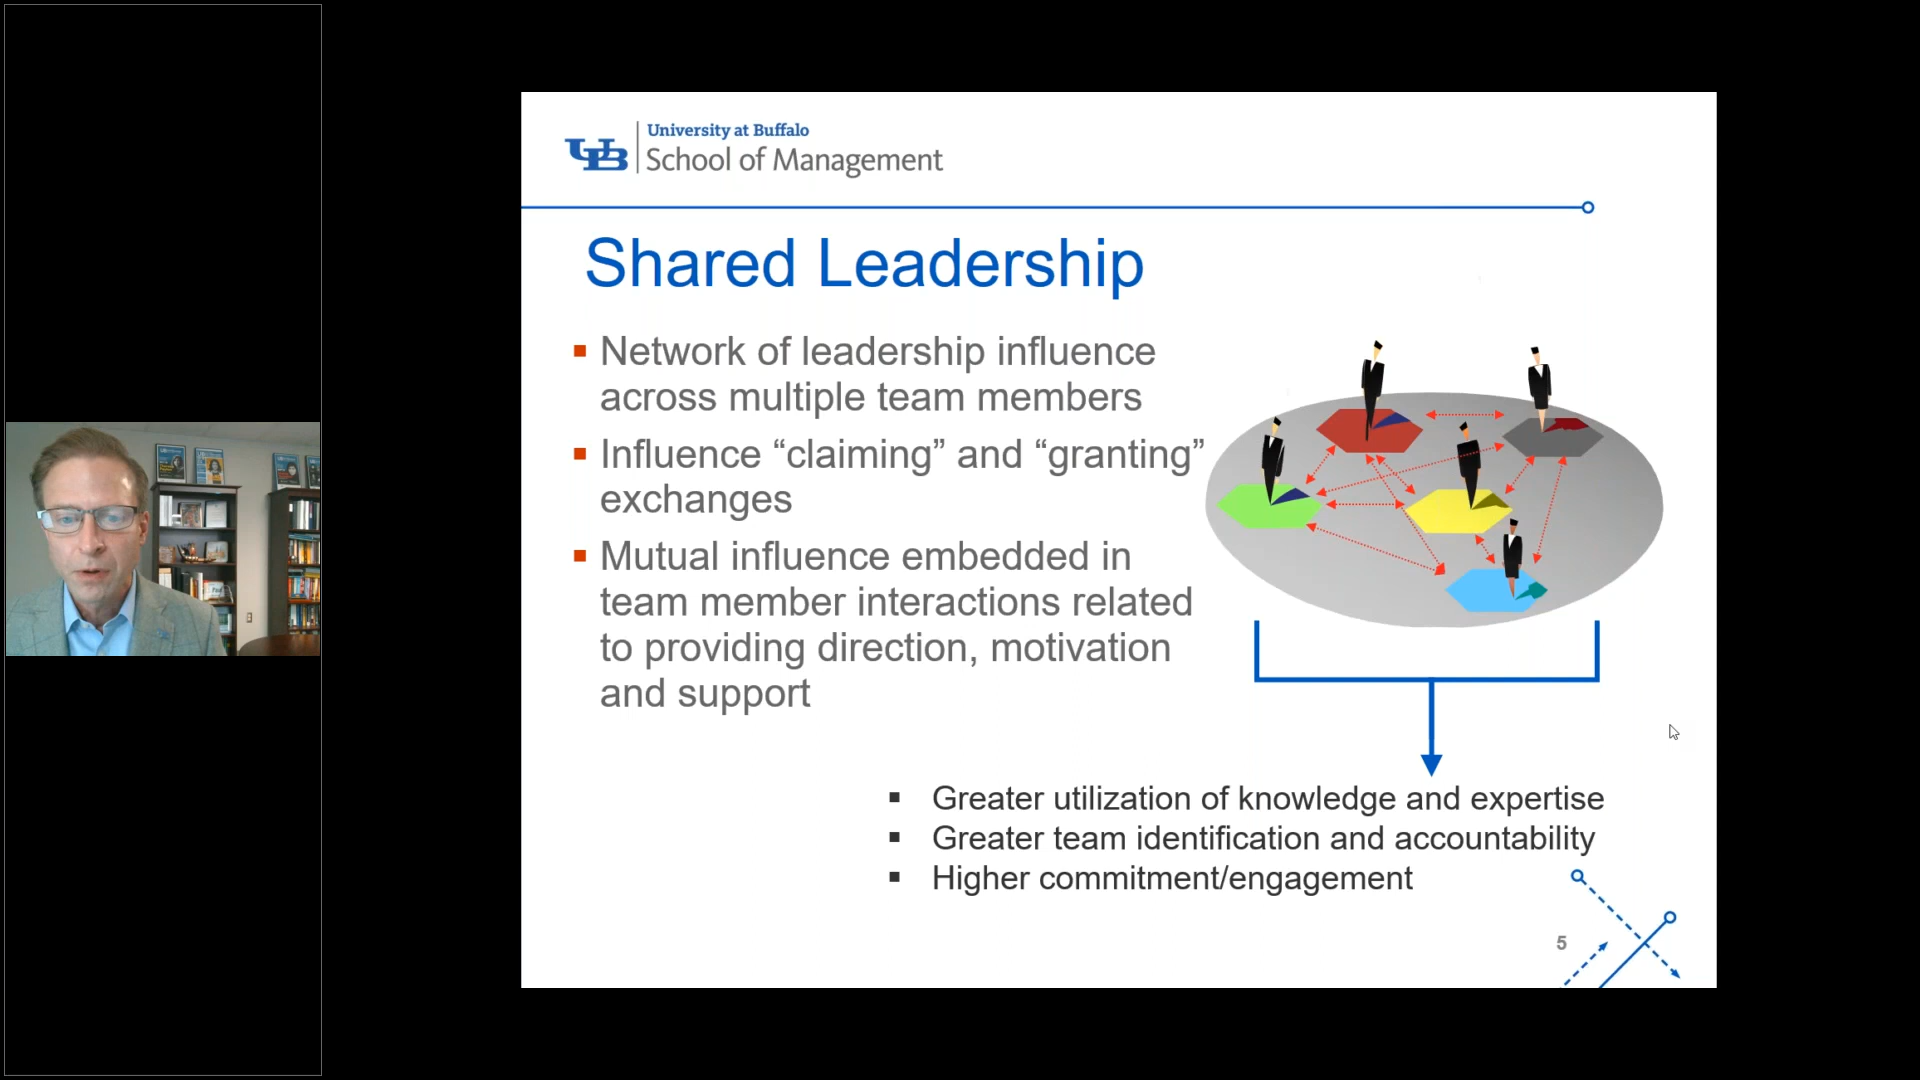 University at Buffalo
UB
School of Management
Shared Leadership
▪ Network of leadership influence
across multiple team members
▪ Influence “claiming” and “granting”
exchanges
▪ Mutual influence embedded in
team member interactions related
to providing direction, motivation
and support
▪ Greater utilization of knowledge and expertise
▪ Greater team identification and accountability
▪ Higher commitment/engagement
5